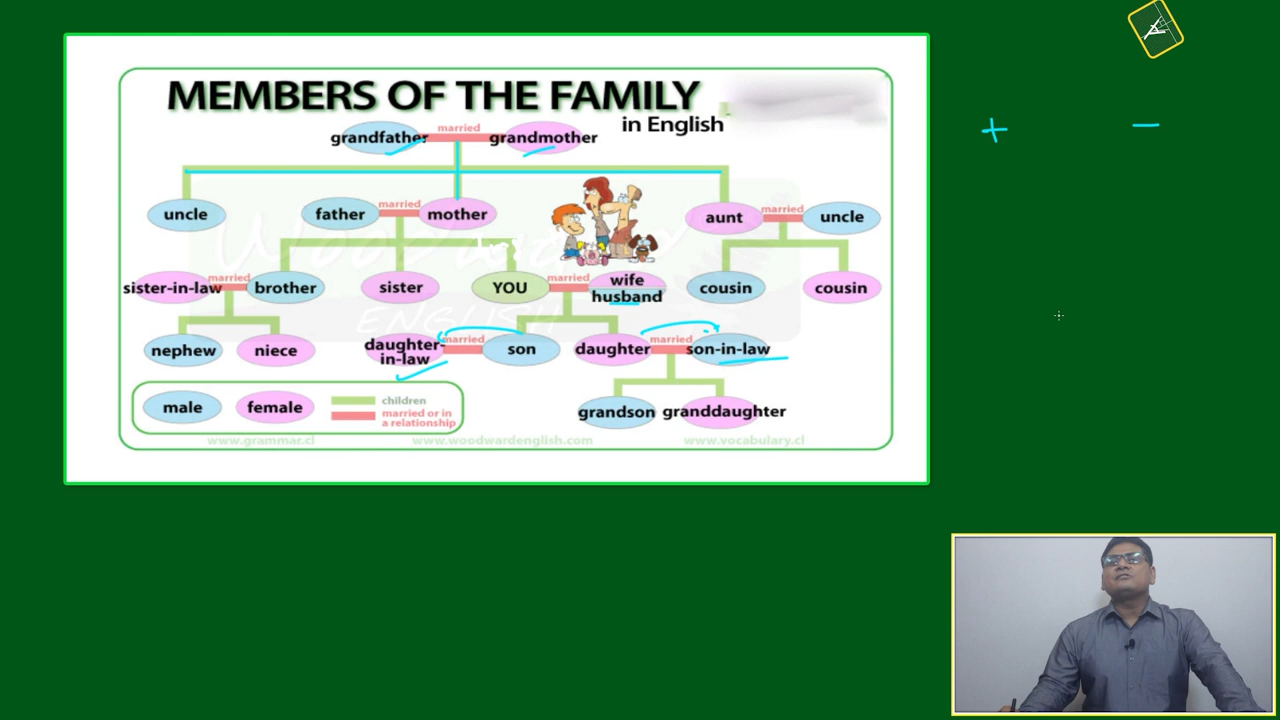 MEMBERS OF THE FAMILY
in English
grandfather married grandmother
uncle father married mother aunt married uncle
sister-in-law married brother sister YOU married wife husband cousin cousin
nephew niece daughter-in-law married son daughter married son-in-law
grandson granddaughter
male female children
married or in
a relationship
www.grammar.cl www.woodwardenglish.com www.vocabulary.cl
ENGLISH
+ −